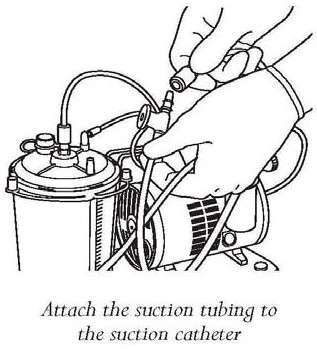 Attach the suction tubing to
the suction catheter